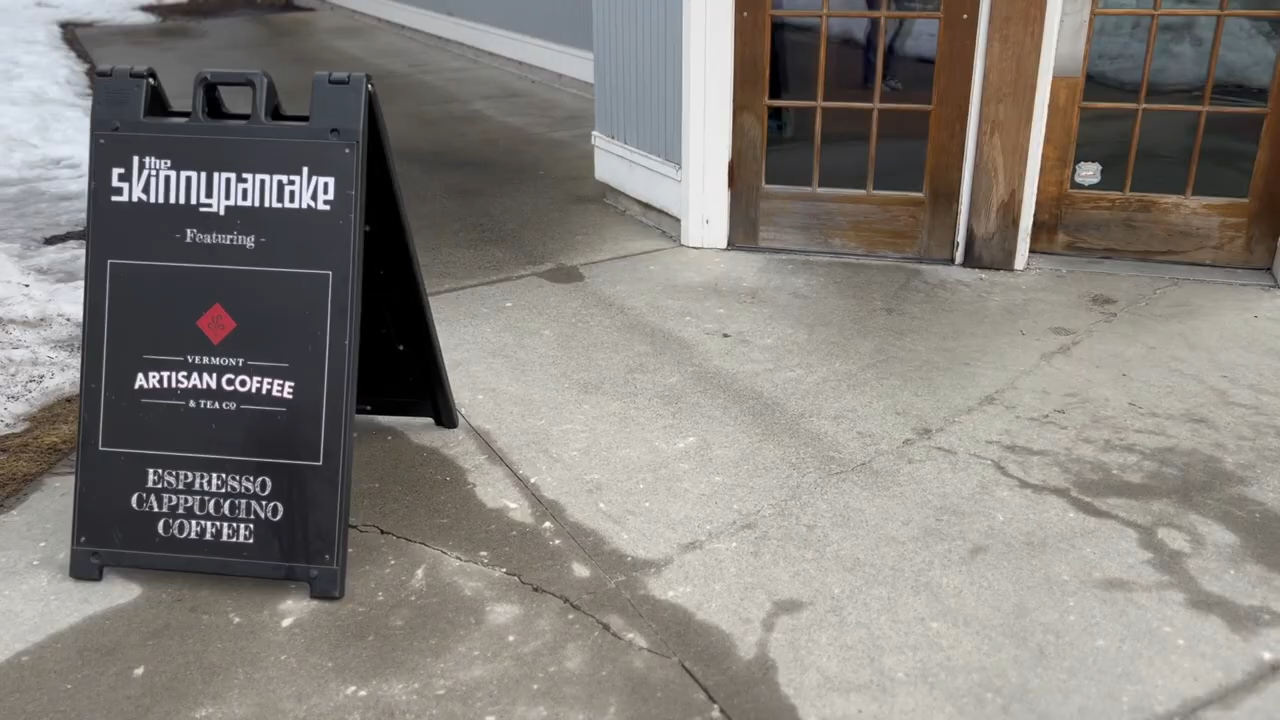 the
skinnypancake
- Featuring -
VERMONT
ARTISAN COFFEE
& TEA CO
ESPRESSO
CAPPUCCINO
COFFEE